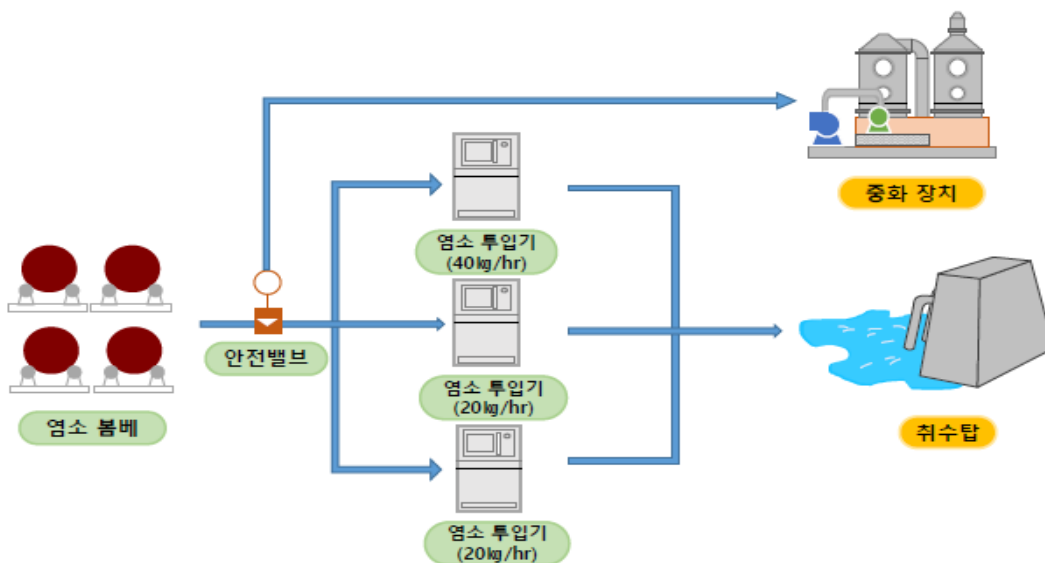 중화 장치
염소 투입기
(40㎏/hr)
안전밸브
염소 투입기
(20㎏/hr)
염소 봄베
취수탑
염소 투입기
(20㎏/hr)